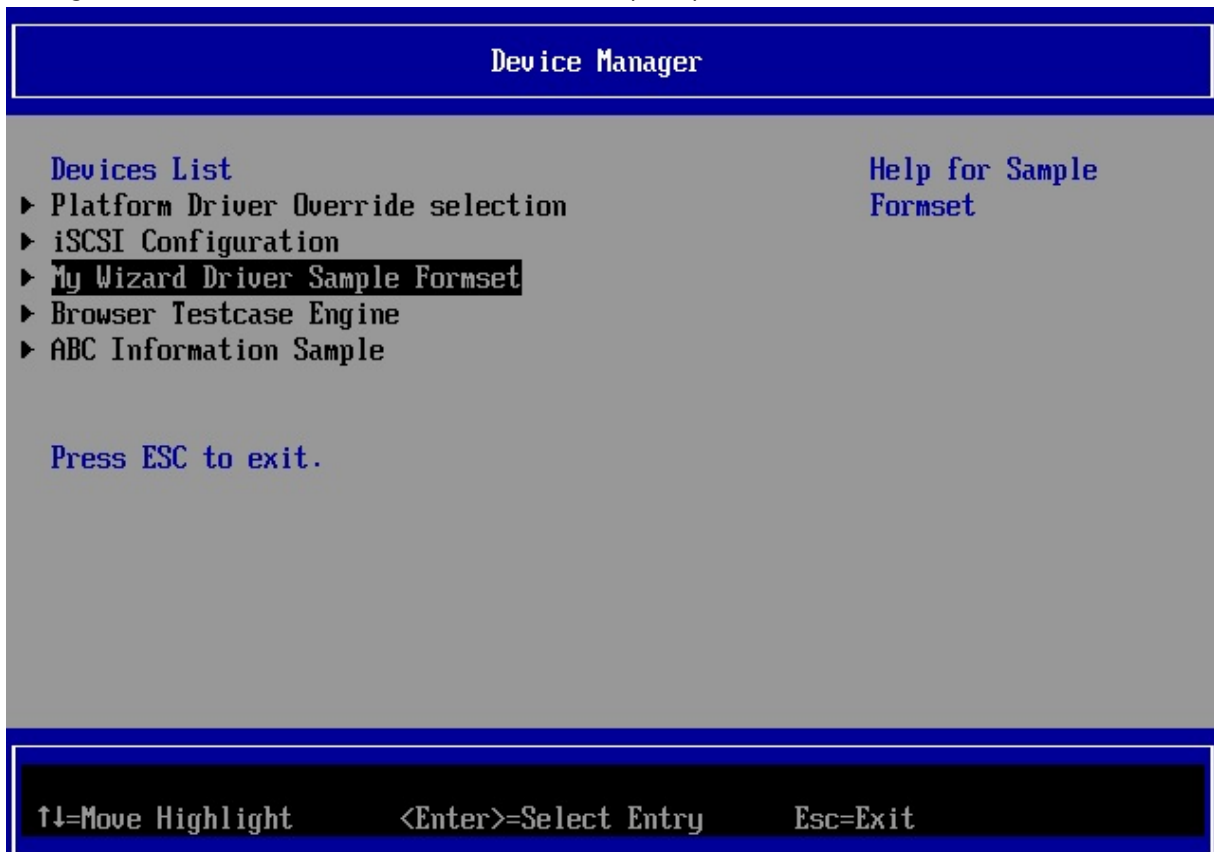 Device Manager
Devices List
Platform Driver Override selection
iSCSI Configuration
My Wizard Driver Sample Formset
Browser Testcase Engine
ABC Information Sample
Press ESC to exit.
Help for Sample
Formset
↑↓=Move Highlight <Enter>=Select Entry Esc=Exit